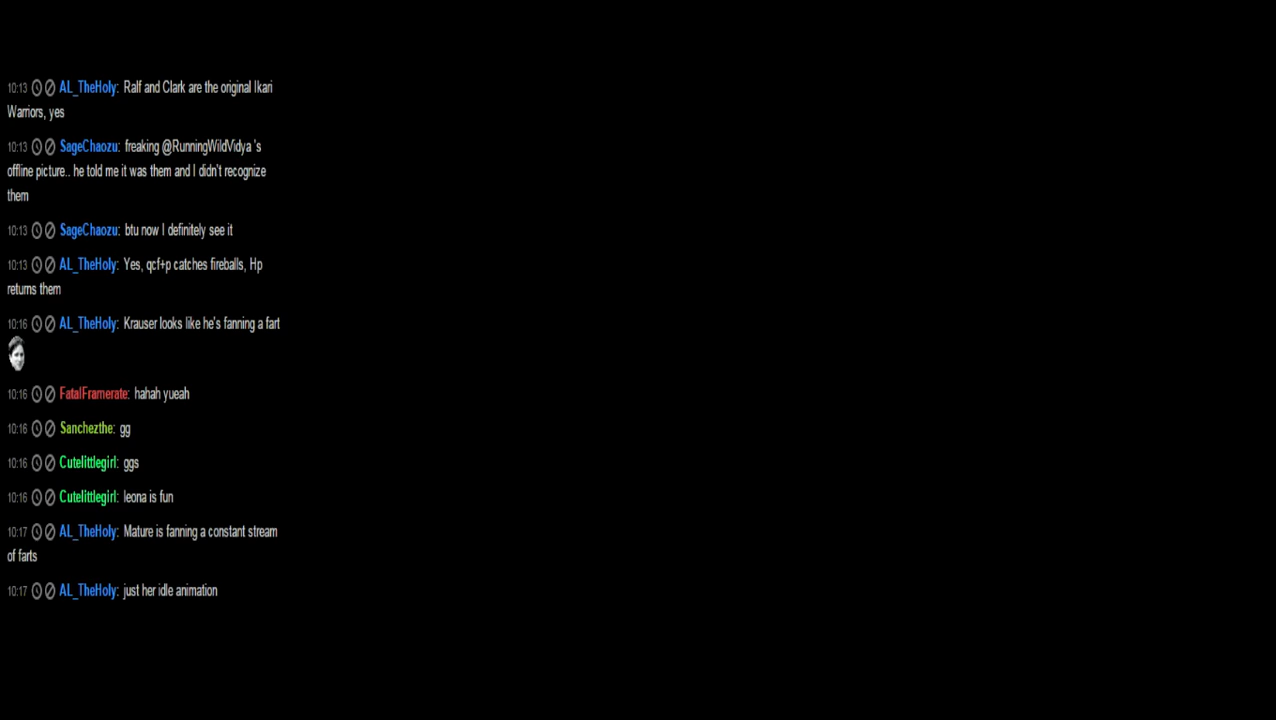 10:13 AL_TheHoly: Ralf and Clark are the original Ikari
Warriors, yes
10:13 SageChaozu: freaking @RunningWildVidya 's
offline picture.. he told me it was them and I didn't recognize
them
10:13 SageChaozu: btu now I definitely see it
10:13 AL_TheHoly: Yes, qcf+p catches fireballs, Hp
returns them
10:16 AL_TheHoly: Krauser looks like he's fanning a fart
10:16 FatalFramerate: hahah yueah
10:16 Sanchezthe: gg
10:16 Cutelittlegirl: ggs
10:16 Cutelittlegirl: leona is fun
10:17 AL_TheHoly: Mature is fanning a constant stream
of farts
10:17 AL_TheHoly: just her idle animation